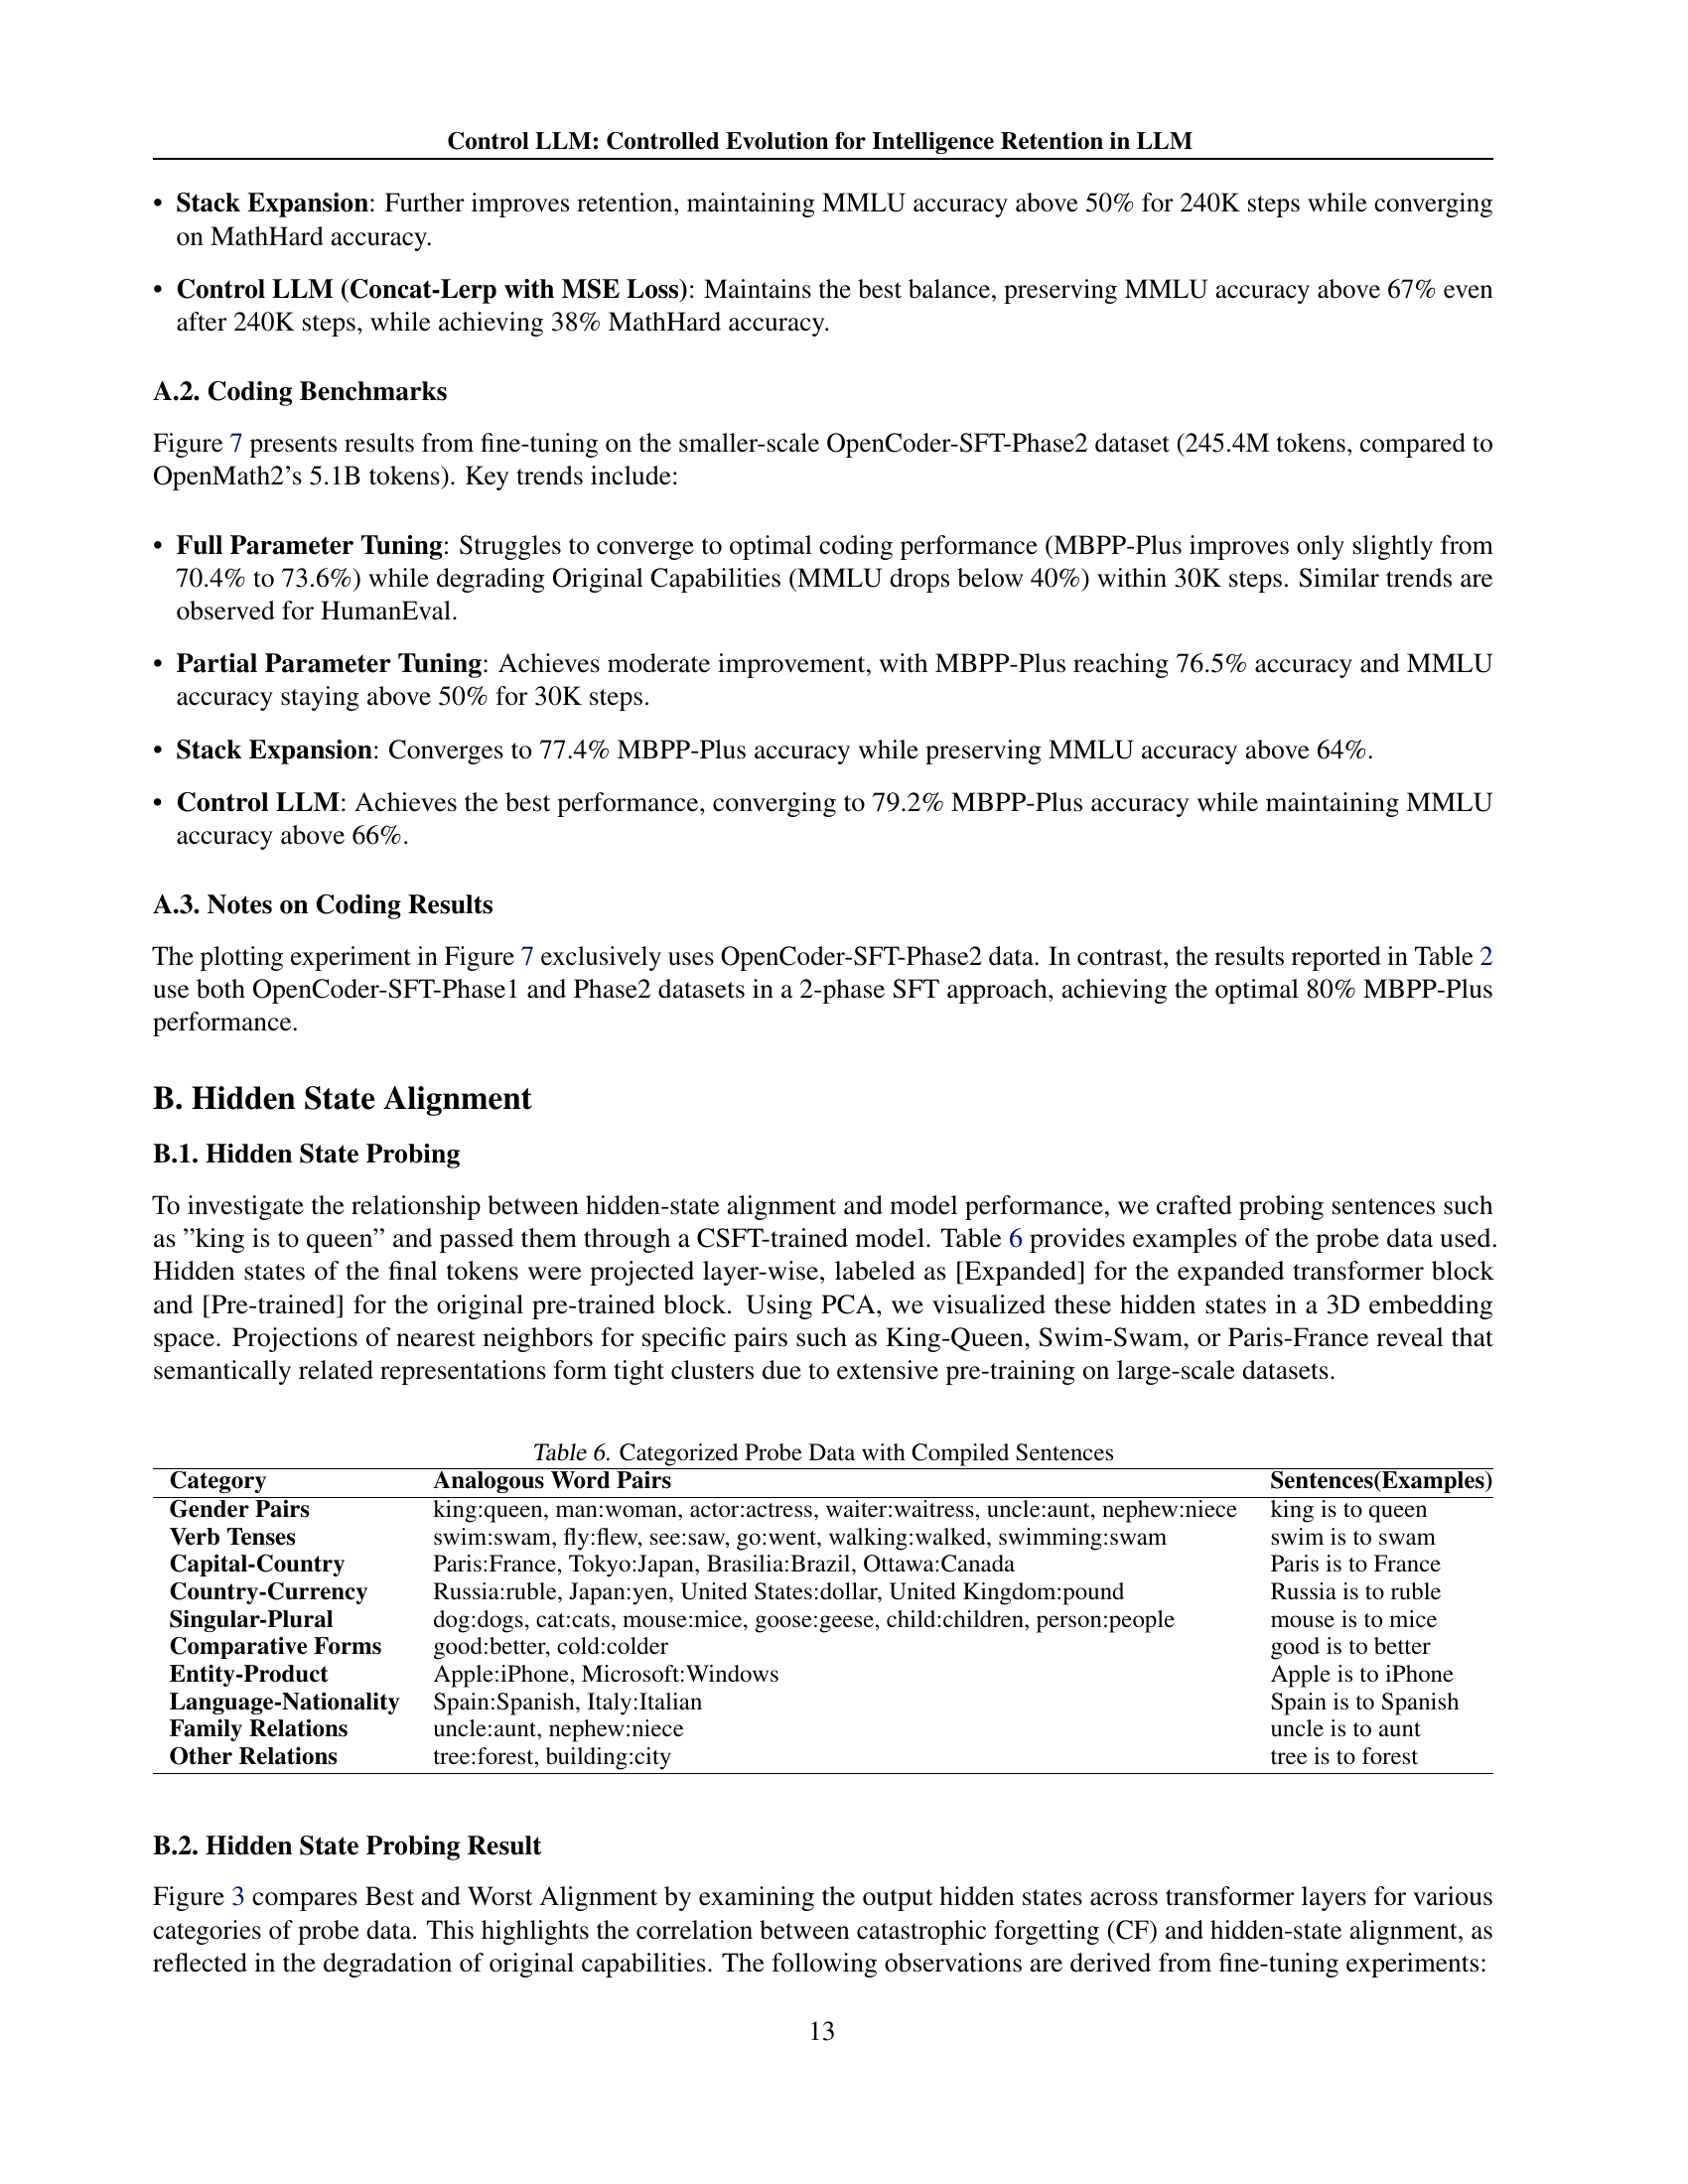 Control LLM: Controlled Evolution for Intelligence Retention in LLM
• Stack Expansion: Further improves retention, maintaining MMLU accuracy above 50% for 240K steps while converging
on MathHard accuracy.
• Control LLM (Concat-Lerp with MSE Loss): Maintains the best balance, preserving MMLU accuracy above 67% even
after 240K steps, while achieving 38% MathHard accuracy.
A.2. Coding Benchmarks
Figure 7 presents results from fine-tuning on the smaller-scale OpenCoder-SFT-Phase2 dataset (245.4M tokens, compared to
OpenMath2's 5.1B tokens). Key trends include:
• Full Parameter Tuning: Struggles to converge to optimal coding performance (MBPP-Plus improves only slightly from
70.4% to 73.6%) while degrading Original Capabilities (MMLU drops below 40%) within 30K steps. Similar trends are
observed for HumanEval.
• Partial Parameter Tuning: Achieves moderate improvement, with MBPP-Plus reaching 76.5% accuracy and MMLU
accuracy staying above 50% for 30K steps.
• Stack Expansion: Converges to 77.4% MBPP-Plus accuracy while preserving MMLU accuracy above 64%.
• Control LLM: Achieves the best performance, converging to 79.2% MBPP-Plus accuracy while maintaining MMLU
accuracy above 66%.
A.3. Notes on Coding Results
The plotting experiment in Figure 7 exclusively uses OpenCoder-SFT-Phase2 data. In contrast, the results reported in Table 2
use both OpenCoder-SFT-Phase1 and Phase2 datasets in a 2-phase SFT approach, achieving the optimal 80% MBPP-Plus
performance.
B. Hidden State Alignment
B.1. Hidden State Probing
To investigate the relationship between hidden-state alignment and model performance, we crafted probing sentences such
as ”king is to queen” and passed them through a CSFT-trained model. Table 6 provides examples of the probe data used.
Hidden states of the final tokens were projected layer-wise, labeled as [Expanded] for the expanded transformer block
and [Pre-trained] for the original pre-trained block. Using PCA, we visualized these hidden states in a 3D embedding
space. Projections of nearest neighbors for specific pairs such as King-Queen, Swim-Swam, or Paris-France reveal that
semantically related representations form tight clusters due to extensive pre-training on large-scale datasets.
Table 6. Categorized Probe Data with Compiled Sentences
Category Analogous Word Pairs Sentences(Examples)
Gender Pairs king:queen, man:woman, actor:actress, waiter:waitress, uncle:aunt, nephew:niece king is to queen
Verb Tenses swim:swam, fly:flew, see:saw, go:went, walking:walked, swimming:swam swim is to swam
Capital-Country Paris:France, Tokyo:Japan, Brasilia:Brazil, Ottawa:Canada Paris is to France
Country-Currency Russia:ruble, Japan:yen, United States:dollar, United Kingdom:pound Russia is to ruble
Singular-Plural dog:dogs, cat:cats, mouse:mice, goose:geese, child:children, person:people mouse is to mice
Comparative Forms good:better, cold:colder good is to better
Entity-Product Apple:iPhone, Microsoft:Windows Apple is to iPhone
Language-Nationality Spain:Spanish, Italy:Italian Spain is to Spanish
Family Relations uncle:aunt, nephew:niece uncle is to aunt
Other Relations tree:forest, building:city tree is to forest
B.2. Hidden State Probing Result
Figure 3 compares Best and Worst Alignment by examining the output hidden states across transformer layers for various
categories of probe data. This highlights the correlation between catastrophic forgetting (CF) and hidden-state alignment, as
reflected in the degradation of original capabilities. The following observations are derived from fine-tuning experiments:
13